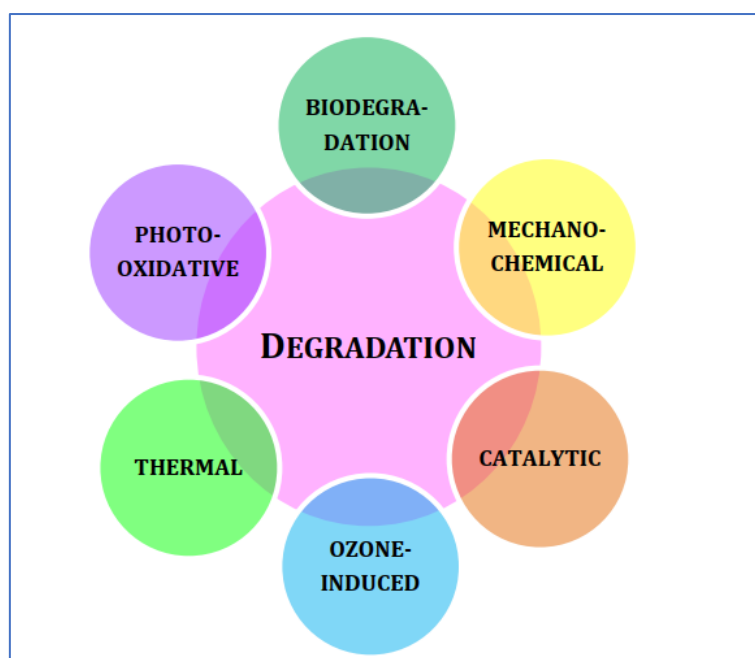 BIODEGRA-
DATION
PHOTO-
OXIDATIVE
MECHANO-
CHEMICAL
DEGRADATION
THERMAL
CATALYTIC
OZONE-
INDUCED